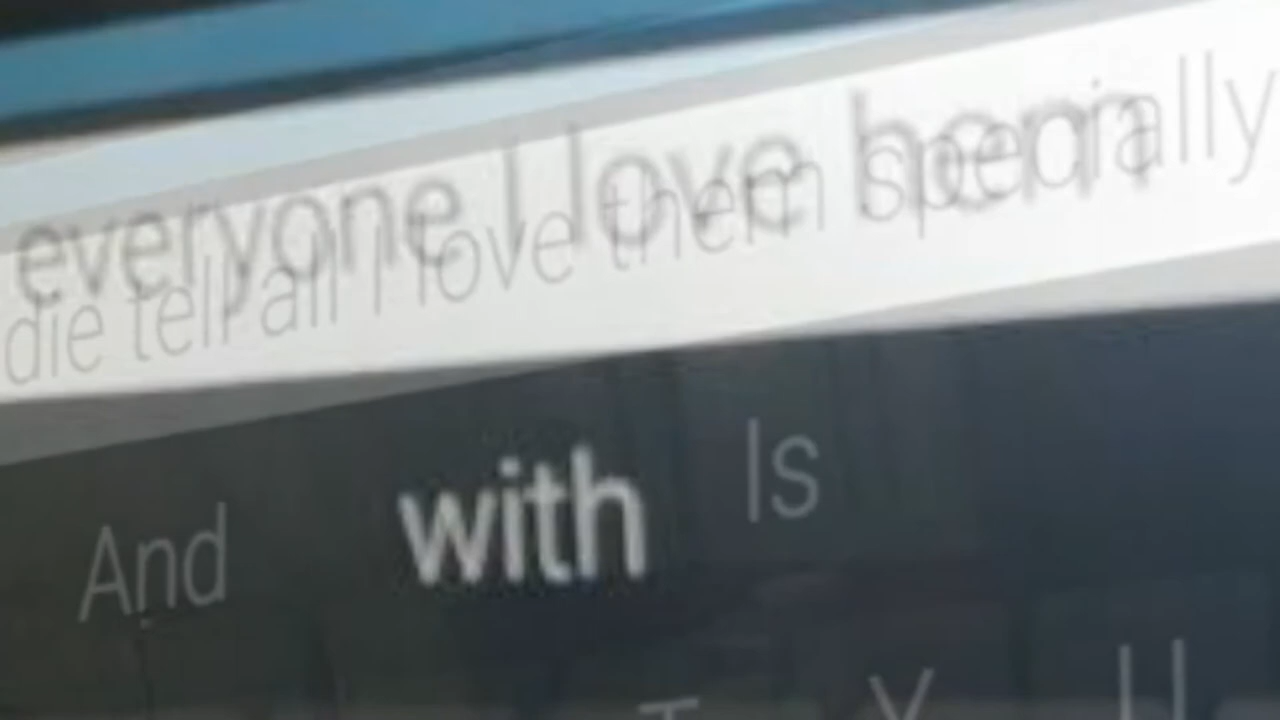 everyone I love
die tell all I love them specially
And with Is
T Y U